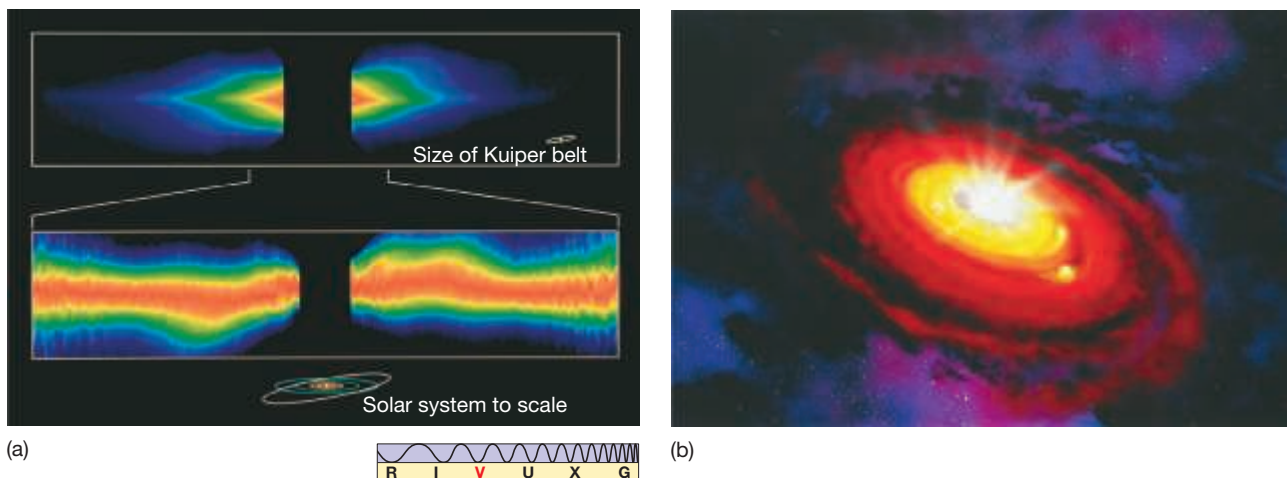 Size of Kuiper belt
Solar system to scale
(a)
R I V U X G
(b)